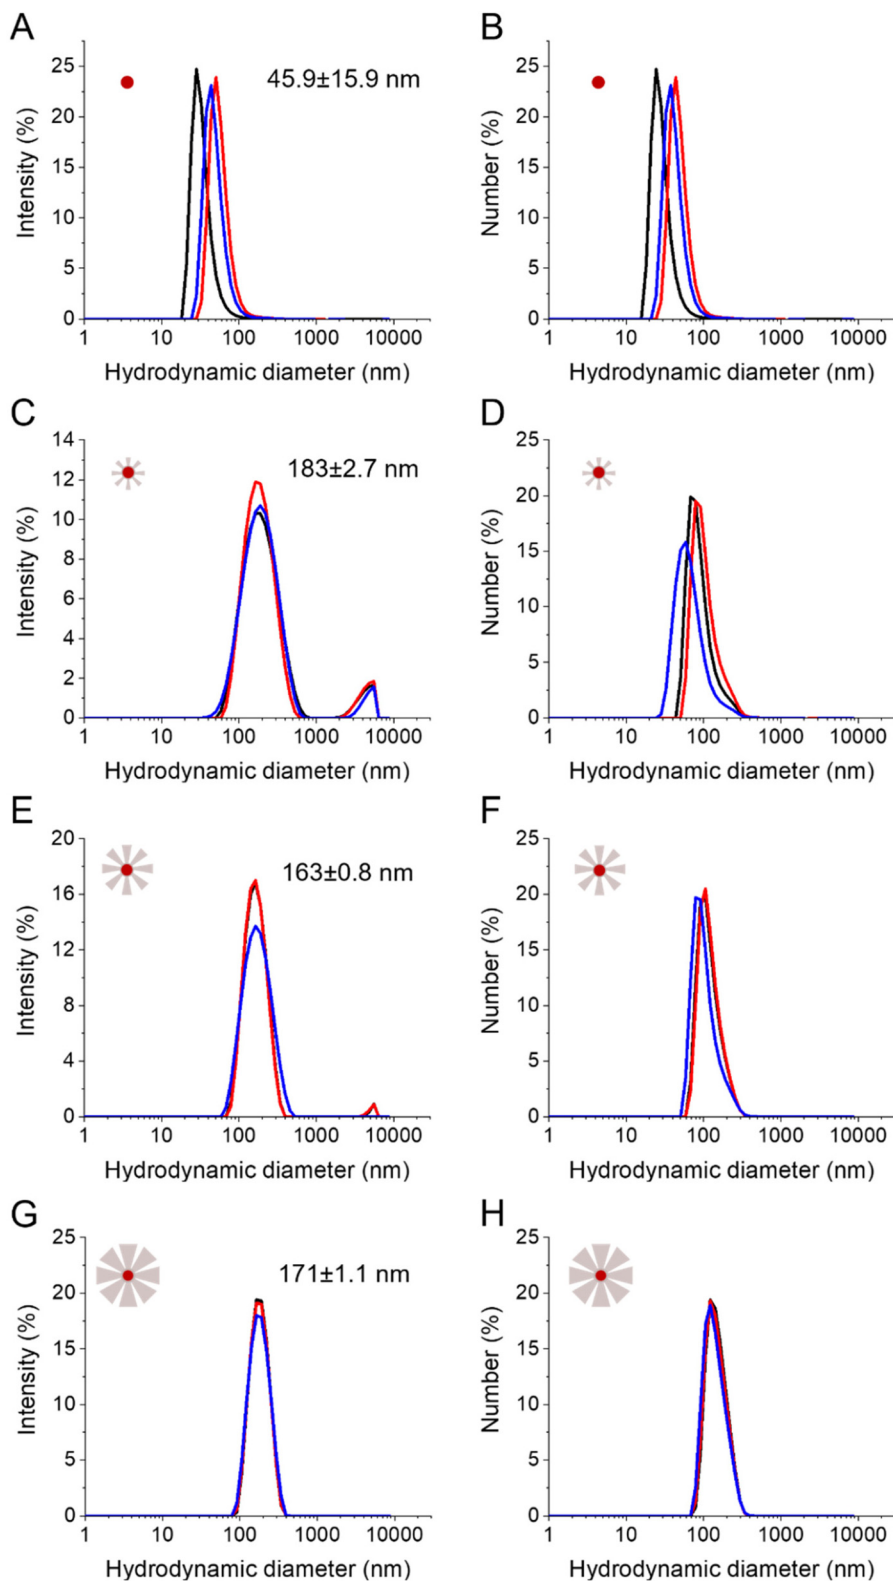 A
Intensity (%)
25
20
15
10
5
0
45.9±15.9 nm
1 10 100 1000 10000
Hydrodynamic diameter (nm)
B
Number (%)
25
20
15
10
5
0
1 10 100 1000 10000
Hydrodynamic diameter (nm)
C
Intensity (%)
14
12
10
8
6
4
2
0
183±2.7 nm
1 10 100 1000 10000
Hydrodynamic diameter (nm)
D
Number (%)
25
20
15
10
5
0
1 10 100 1000 10000
Hydrodynamic diameter (nm)
E
Intensity (%)
20
16
12
8
4
0
163±0.8 nm
1 10 100 1000 10000
Hydrodynamic diameter (nm)
F
Number (%)
25
20
15
10
5
0
1 10 100 1000 10000
Hydrodynamic diameter (nm)
G
Intensity (%)
25
20
15
10
5
0
171±1.1 nm
1 10 100 1000 10000
Hydrodynamic diameter (nm)
H
Number (%)
25
20
15
10
5
0
1 10 100 1000 10000
Hydrodynamic diameter (nm)